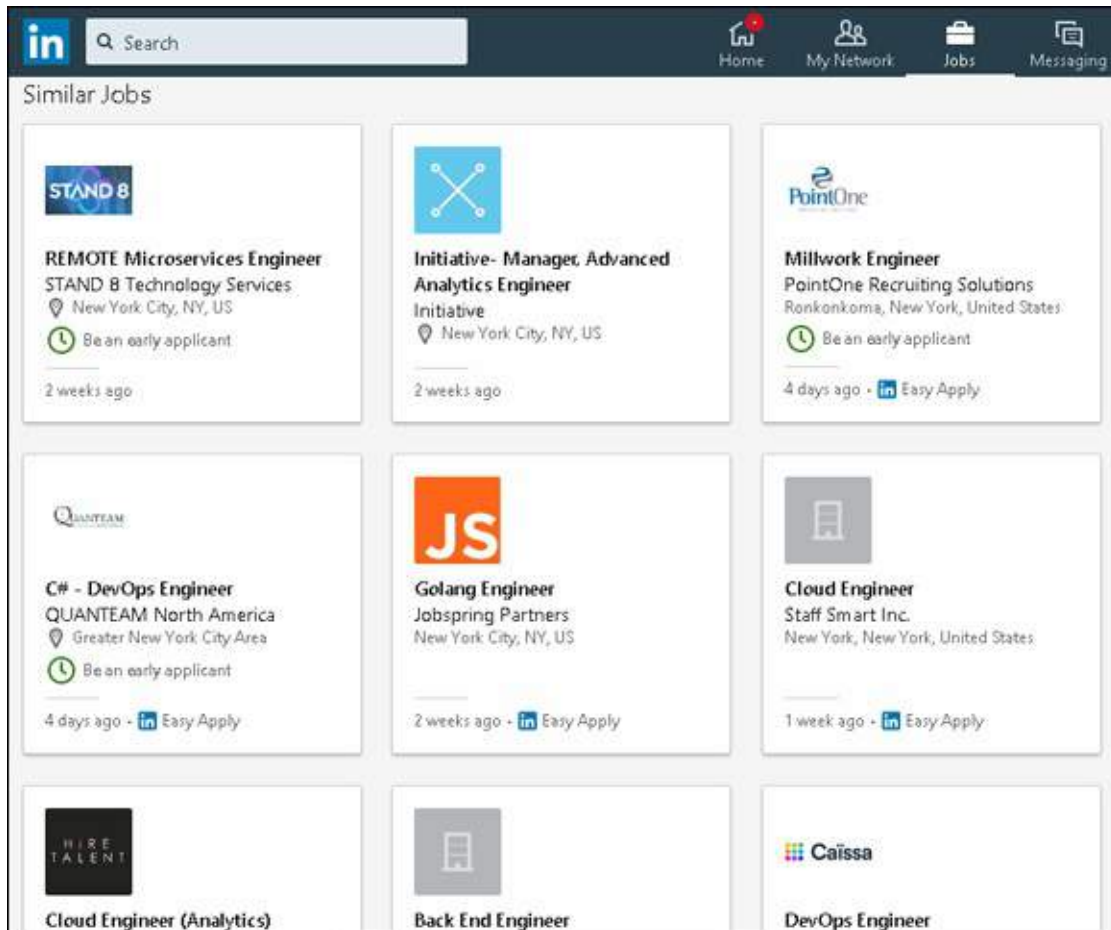 in Search
Home My Network Jobs Messaging
Similar Jobs
STAND 8
REMOTE Microservices Engineer
STAND 8 Technology Services
New York City, NY, US
Be an early applicant
2 weeks ago
Initiative- Manager, Advanced
Analytics Engineer
Initiative
New York City, NY, US
2 weeks ago
PointOne
Millwork Engineer
PointOne Recruiting Solutions
Ronkonkoma, New York, United States
Be an early applicant
4 days ago • in Easy Apply
QUANTEAM
C# - DevOps Engineer
QUANTEAM North America
Greater New York City Area
Be an early applicant
4 days ago • in Easy Apply
JS
Golang Engineer
Jobspring Partners
New York City, NY, US
2 weeks ago • in Easy Apply
Cloud Engineer
Staff Smart Inc.
New York, New York, United States
1 week ago • in Easy Apply
HIRE
TALENT
Cloud Engineer (Analytics)
Back End Engineer
Caïssa
DevOps Engineer